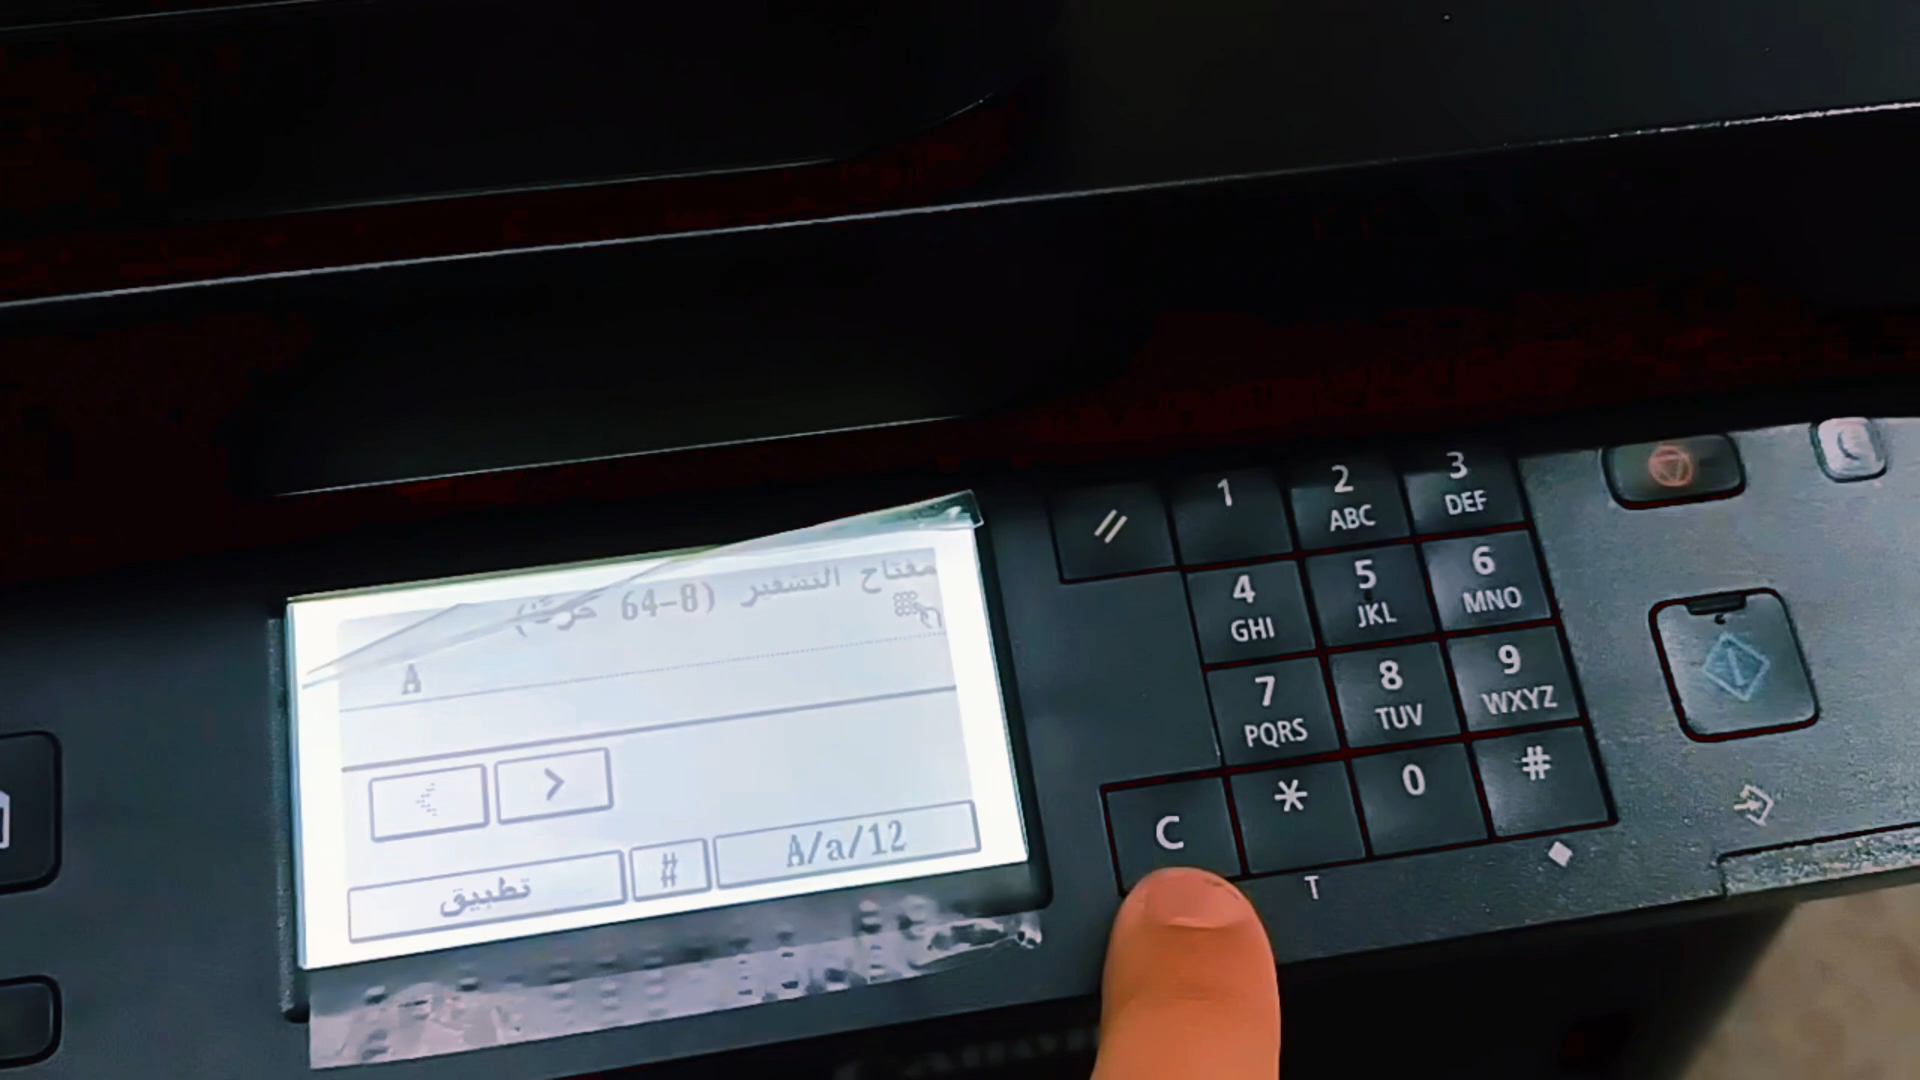 مفتاح التشفير (8-64 حرفًا)
A
< >
تطبيق # A/a/12
1
2 ABC
3 DEF
4 GHI
5 JKL
6 MNO
7 PQRS
8 TUV
9 WXYZ
C * 0 #
T